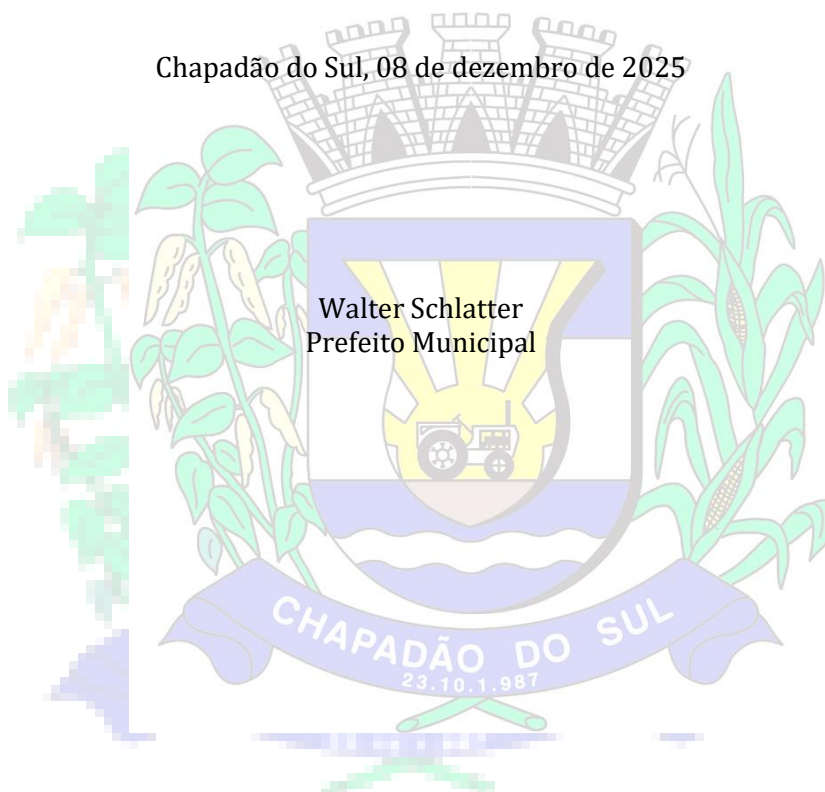 Chapadão do Sul, 08 de dezembro de 2025
Walter Schlatter
Prefeito Municipal
CHAPADÃO DO SUL
23.10.1.987